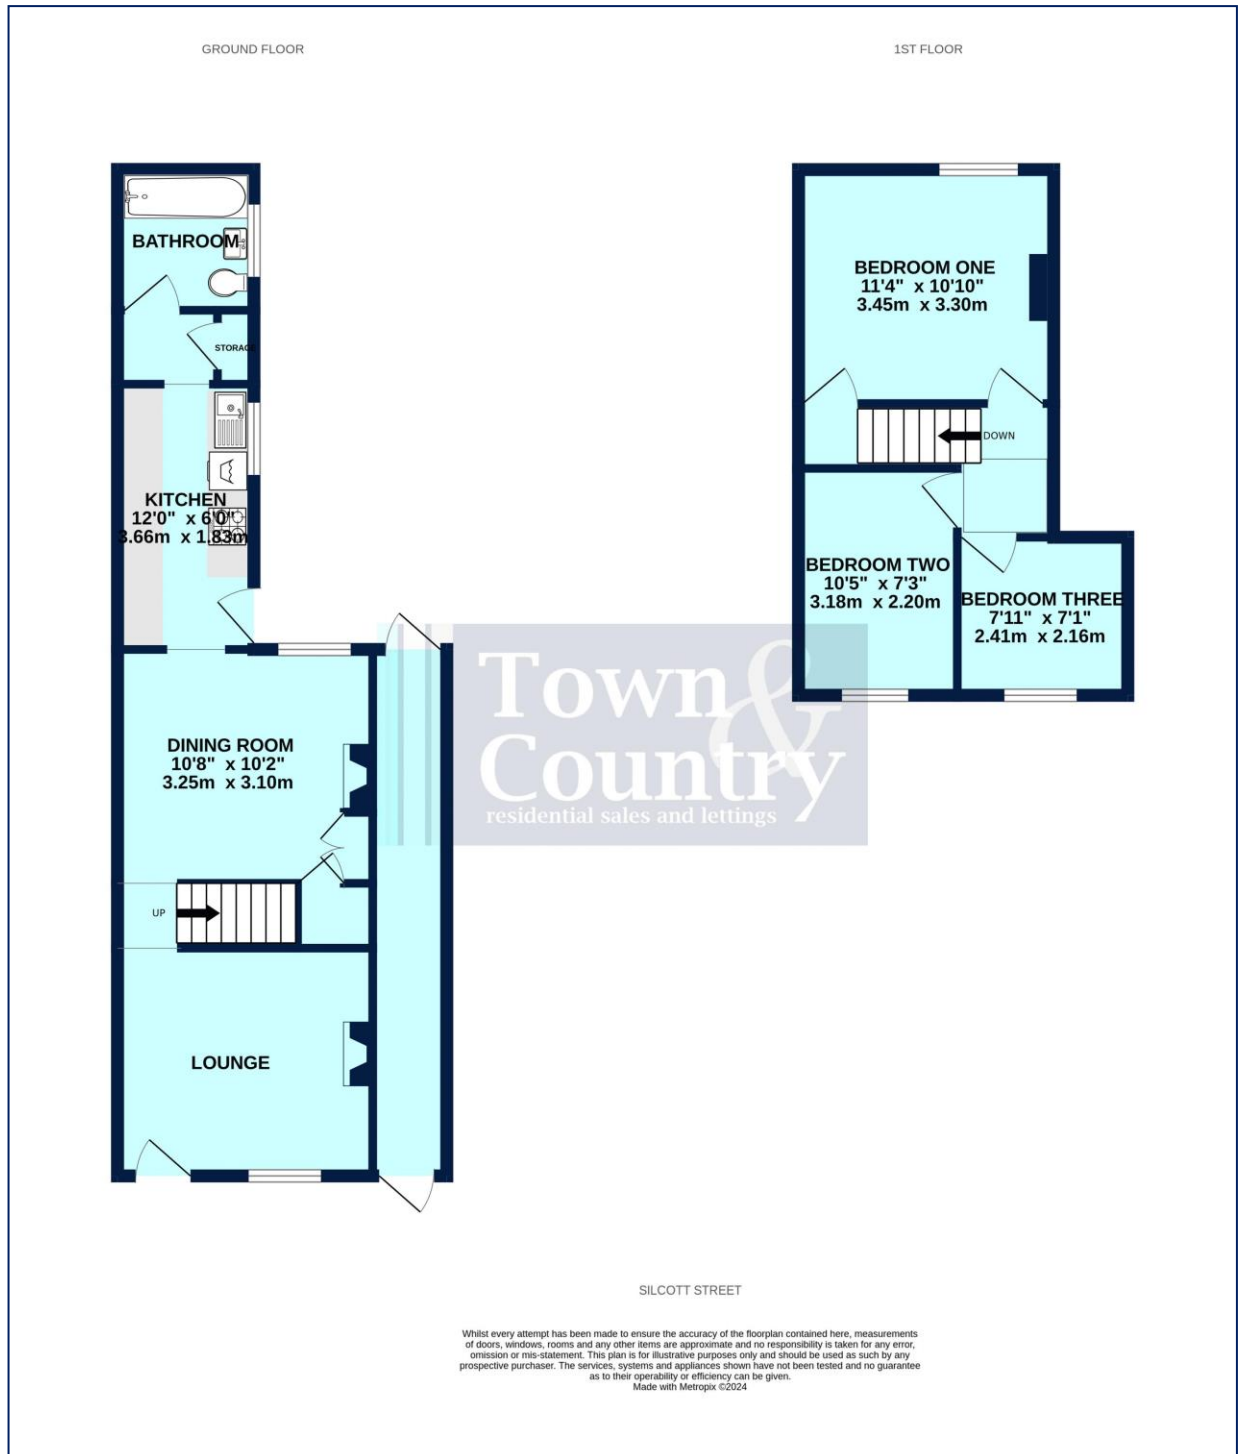 GROUND FLOOR
1ST FLOOR
BATHROOM
STORAGE
KITCHEN
12'0" x 6'0"
3.66m x 1.83m
DINING ROOM
10'8" x 10'2"
3.25m x 3.10m
UP
LOUNGE
BEDROOM ONE
11'4" x 10'10"
3.45m x 3.30m
DOWN
BEDROOM TWO
10'5" x 7'3"
3.18m x 2.20m
BEDROOM THREE
7'11" x 7'1"
2.41m x 2.16m
Town &
Country
residential sales and lettings
SILCOTT STREET
Whilst every attempt has been made to ensure the accuracy of the floorplan contained here, measurements
of doors, windows, rooms and any other items are approximate and no responsibility is taken for any error,
omission or mis-statement. This plan is for illustrative purposes only and should be used as such by any
prospective purchaser. The services, systems and appliances shown have not been tested and no guarantee
as to their operability or efficiency can be given.
Made with Metropix ©2024